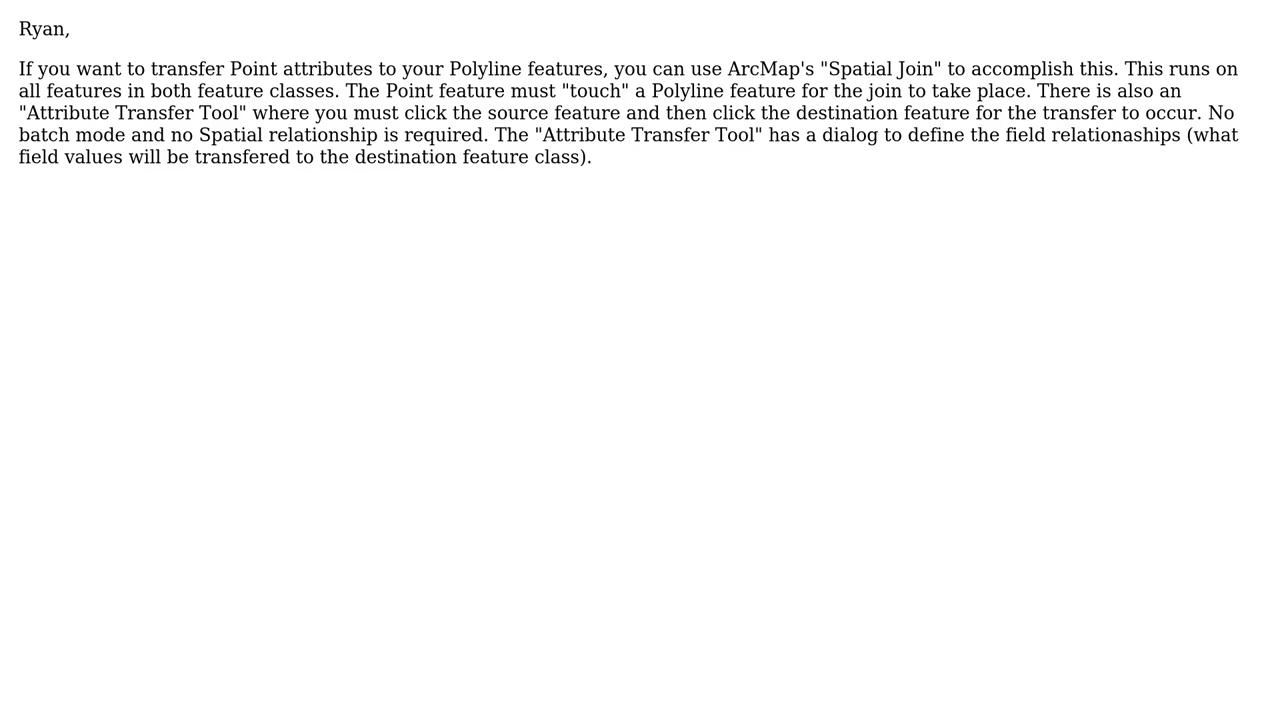 Ryan,
If you want to transfer Point attributes to your Polyline features, you can use ArcMap's "Spatial Join" to accomplish this. This runs on
all features in both feature classes. The Point feature must "touch" a Polyline feature for the join to take place. There is also an
"Attribute Transfer Tool" where you must click the source feature and then click the destination feature for the transfer to occur. No
batch mode and no Spatial relationship is required. The "Attribute Transfer Tool" has a dialog to define the field relationaships (what
field values will be transfered to the destination feature class).